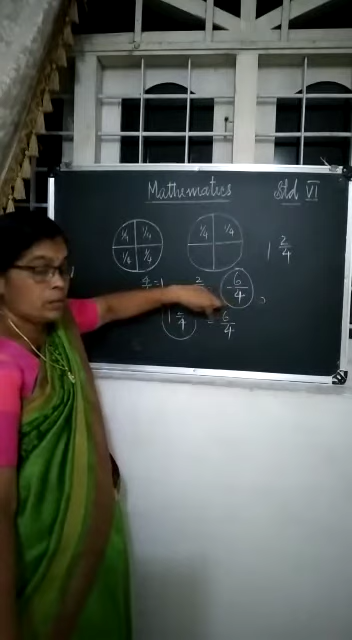 Mathematics Std VI
1/4 1/4 1/4 1/4
1/4 1/4
1 2/4
4/4 = 1 2 6/4
1 2/4 = 6/4